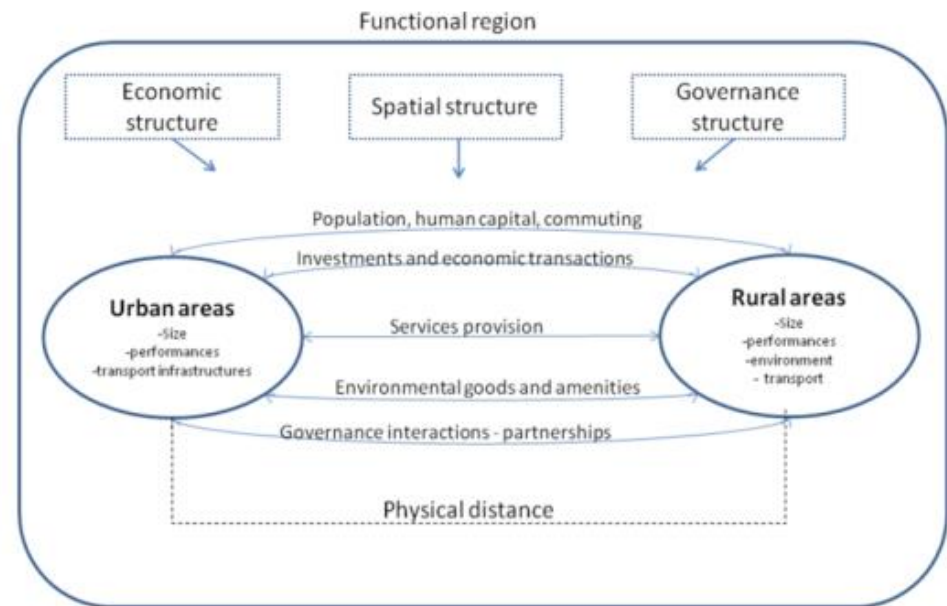 Functional region
Economic
structure
Spatial structure
Governance
structure
Population, human capital, commuting
Investments and economic transactions
Urban areas
-Size
-performances
-transport infrastructures
Services provision
Rural areas
-Size
-performances
-environment
- transport
Environmental goods and amenities
Governance interactions - partnerships
Physical distance